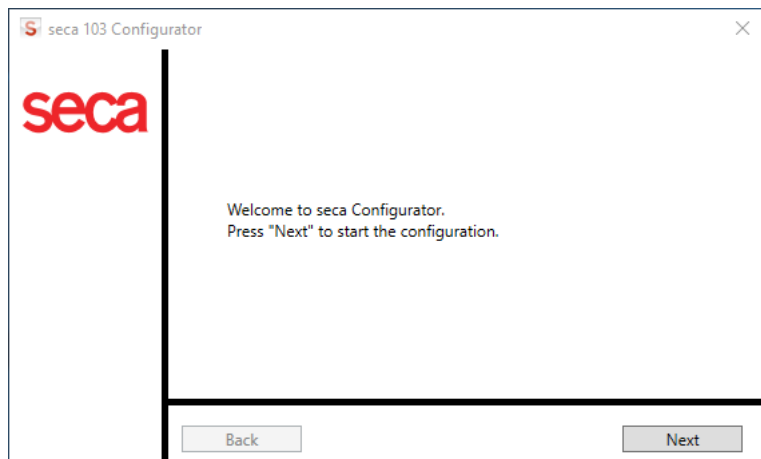 S seca 103 Configurator
seca
Welcome to seca Configurator.
Press "Next" to start the configuration.
Back
Next